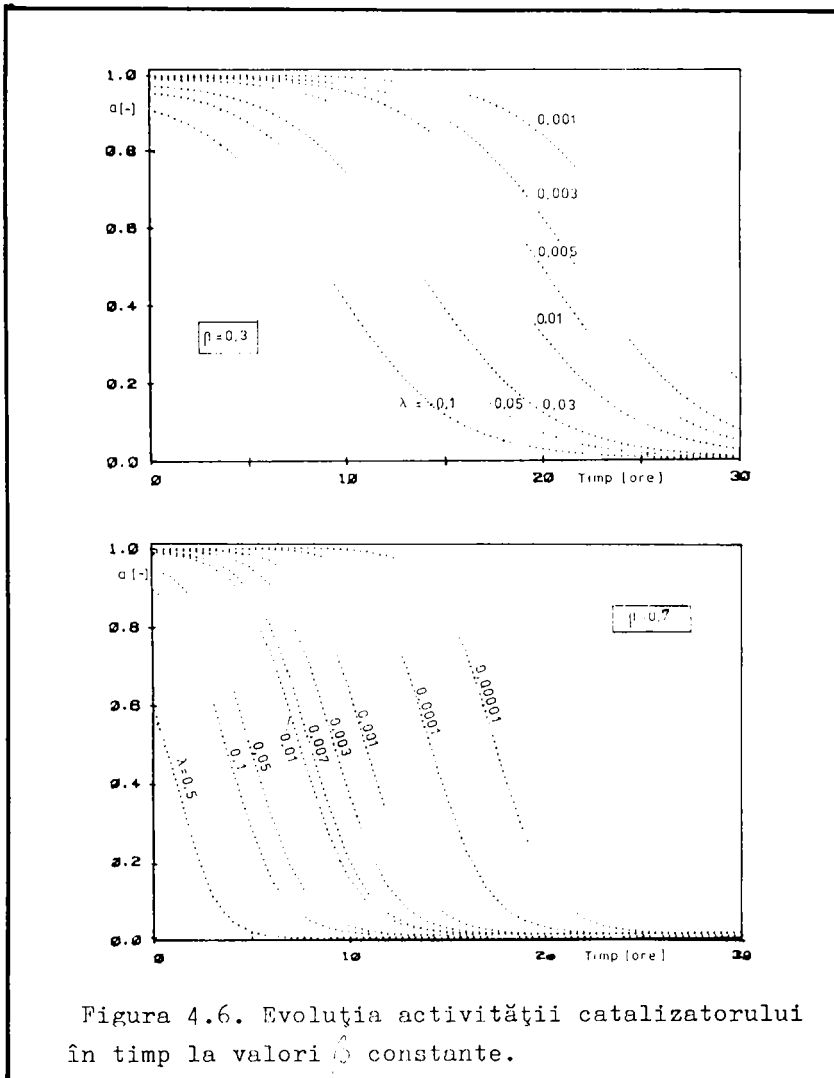 1.0
a [-]
0.8
0.6
0.4
0.2
0.0
0.001
0.003
0.005
0.01
β = 0.3
λ = 0.1 0.05 0.03
0 10 20 30
Timp [ore]
1.0
a [-]
0.8
0.6
0.4
0.2
0.0
β = 0.7
λ = 0.5
0.1
0.05
0.01
0.007
0.003
0.001
0.0001
0.00001
0 10 20 30
Timp [ore]
Figura 4.6. Evoluţia activităţii catalizatorului
în timp la valori β constante.